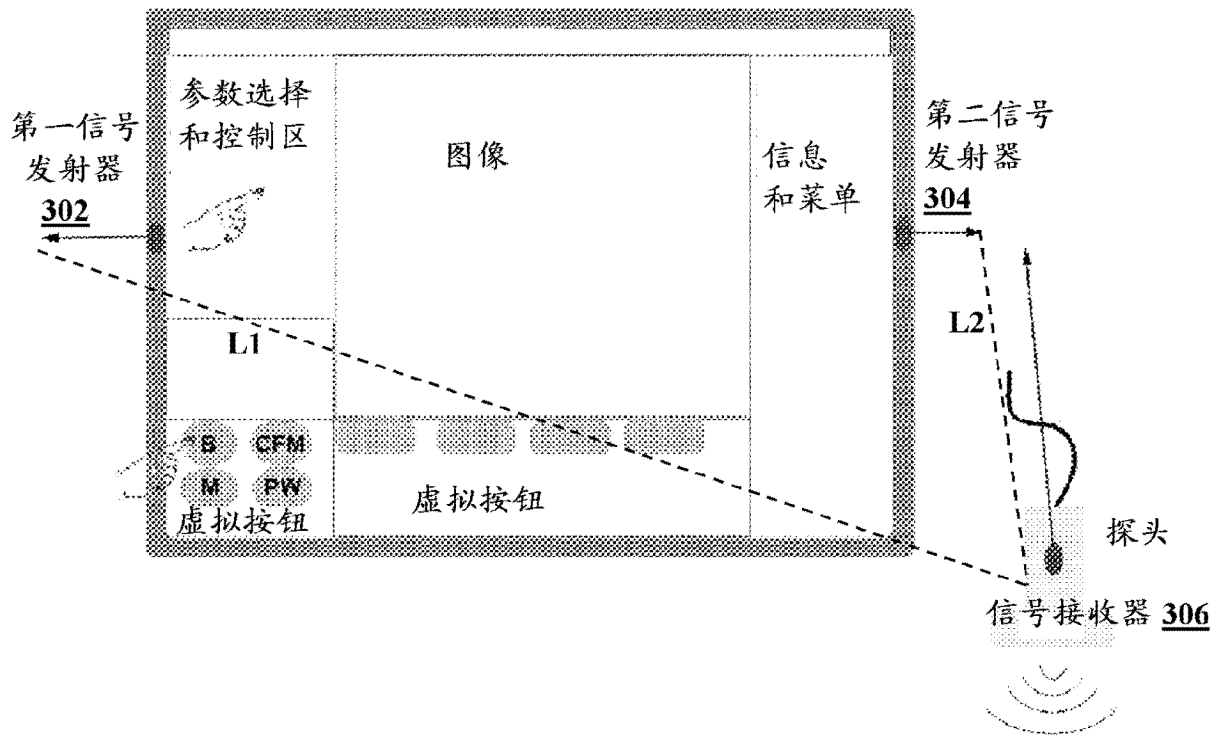 第一信号
发射器
302
参数选择
和控制区
图像
信息
和菜单
第二信号
发射器
304
L1
L2
B CFM
M PW
虚拟按钮
虚拟按钮
探头
信号接收器 306